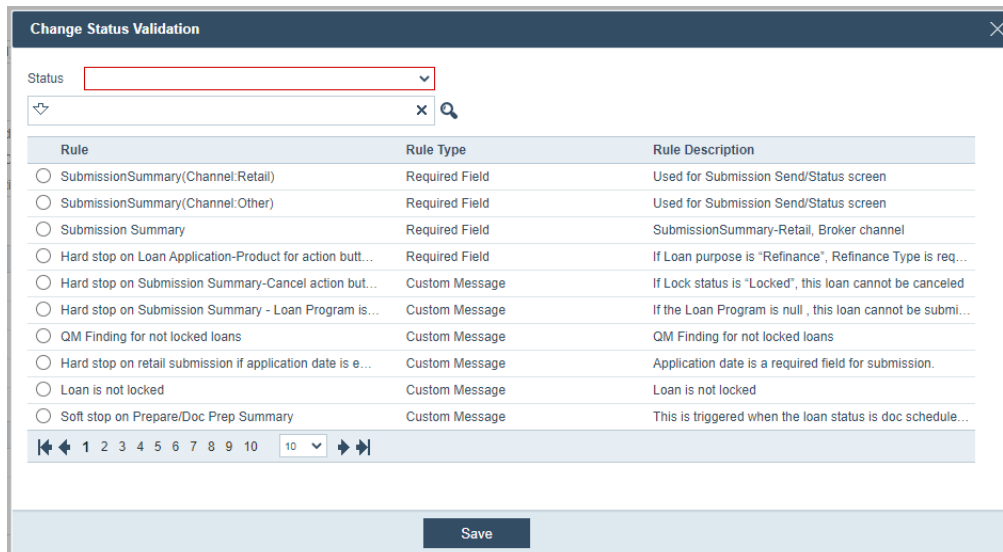 Change Status Validation
Status
Rule Rule Type Rule Description
SubmissionSummary(Channel:Retail) Required Field Used for Submission Send/Status screen
SubmissionSummary(Channel:Other) Required Field Used for Submission Send/Status screen
Submission Summary Required Field SubmissionSummary-Retail, Broker channel
Hard stop on Loan Application-Product for action butt... Required Field If Loan purpose is “Refinance”, Refinance Type is req...
Hard stop on Submission Summary-Cancel action but... Custom Message If Lock status is “Locked”, this loan cannot be canceled
Hard stop on Submission Summary - Loan Program is... Custom Message If the Loan Program is null , this loan cannot be submi...
QM Finding for not locked loans Custom Message QM Finding for not locked loans
Hard stop on retail submission if application date is e... Custom Message Application date is a required field for submission.
Loan is not locked Custom Message Loan is not locked
Soft stop on Prepare/Doc Prep Summary Custom Message This is triggered when the loan status is doc schedule...
1 2 3 4 5 6 7 8 9 10 10
Save